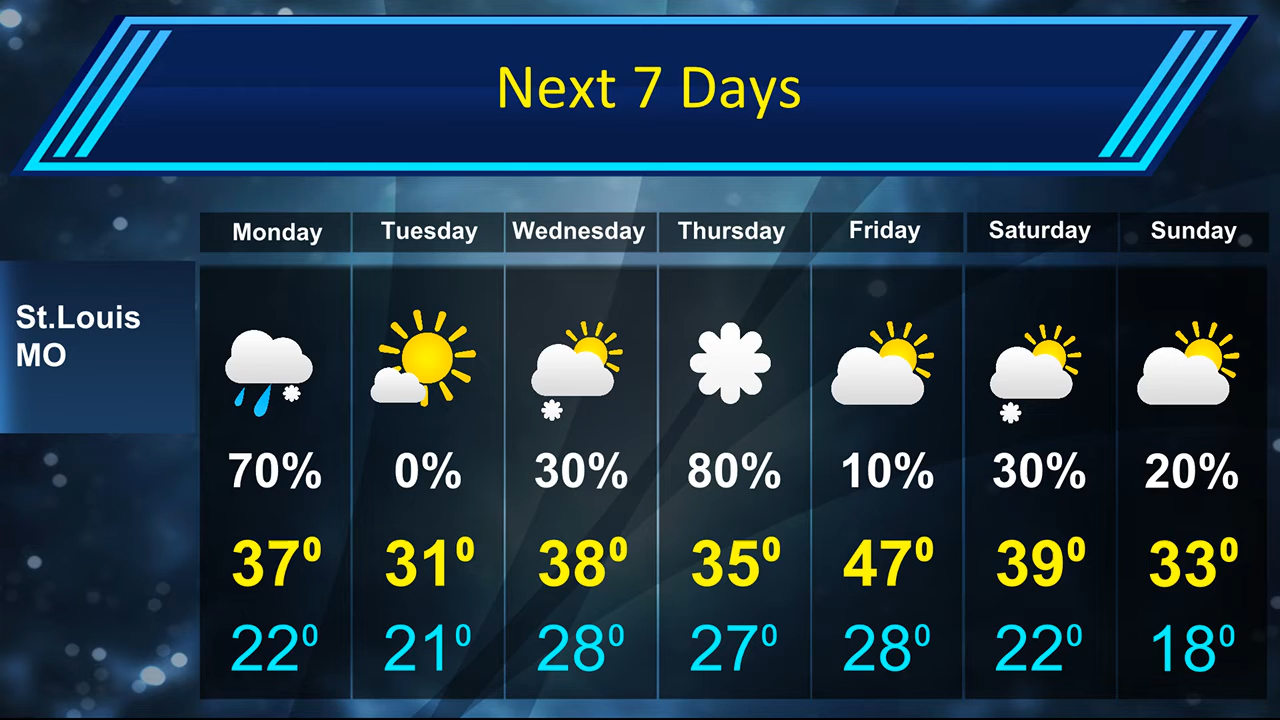 Next 7 Days
Monday Tuesday Wednesday Thursday Friday Saturday Sunday
St.Louis
MO
70% 0% 30% 80% 10% 30% 20%
37⁰ 31⁰ 38⁰ 35⁰ 47⁰ 39⁰ 33⁰
22⁰ 21⁰ 28⁰ 27⁰ 28⁰ 22⁰ 18⁰